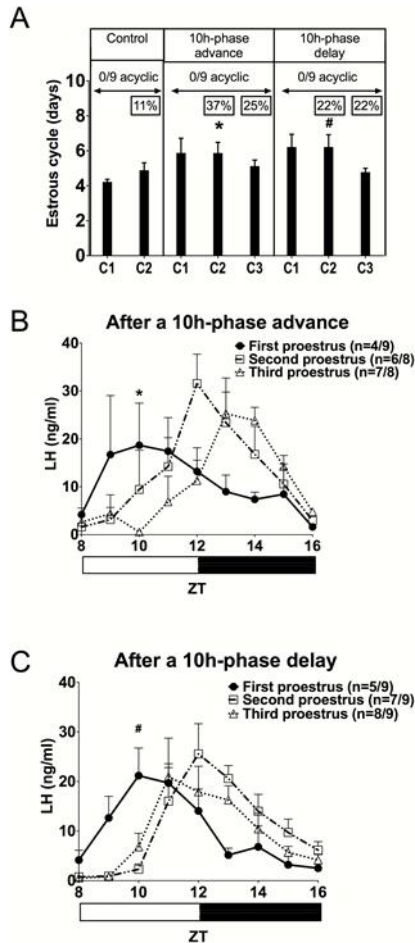 A
Control
10h-phase
advance
10h-phase
delay
0/9 acyclic
0/9 acyclic
0/9 acyclic
11%
37%
25%
22%
22%
*
#
Estrous cycle (days)
10
8
6
4
2
0
C1 C2 C1 C2 C3 C1 C2 C3
B
After a 10h-phase advance
First proestrus (n=4/9)
Second proestrus (n=6/8)
Third proestrus (n=7/8)
*
LH (ng/ml)
40
30
20
10
0
8 10 12 14 16
ZT
C
After a 10h-phase delay
First proestrus (n=5/9)
Second proestrus (n=7/9)
Third proestrus (n=8/9)
#
LH (ng/ml)
40
30
20
10
0
8 10 12 14 16
ZT